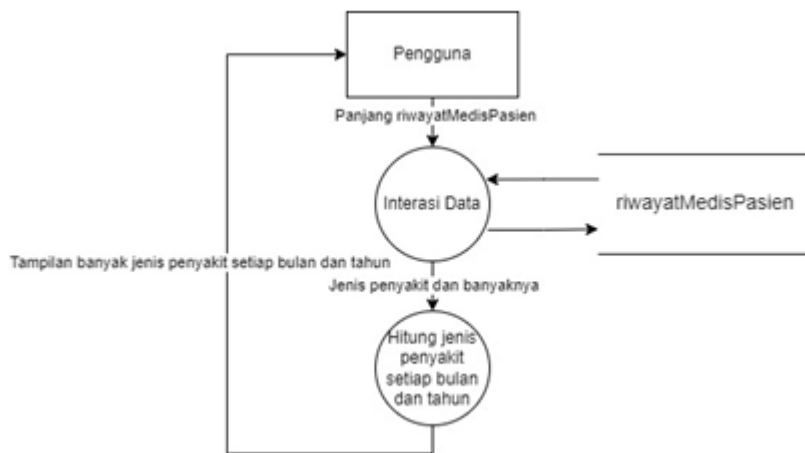 Pengguna
Panjang riwayatMedisPasien
Interasi Data
riwayatMedisPasien
Tampilan banyak jenis penyakit setiap bulan dan tahun
Jenis penyakit dan banyaknya
Hitung jenis
penyakit
setiap bulan
dan tahun